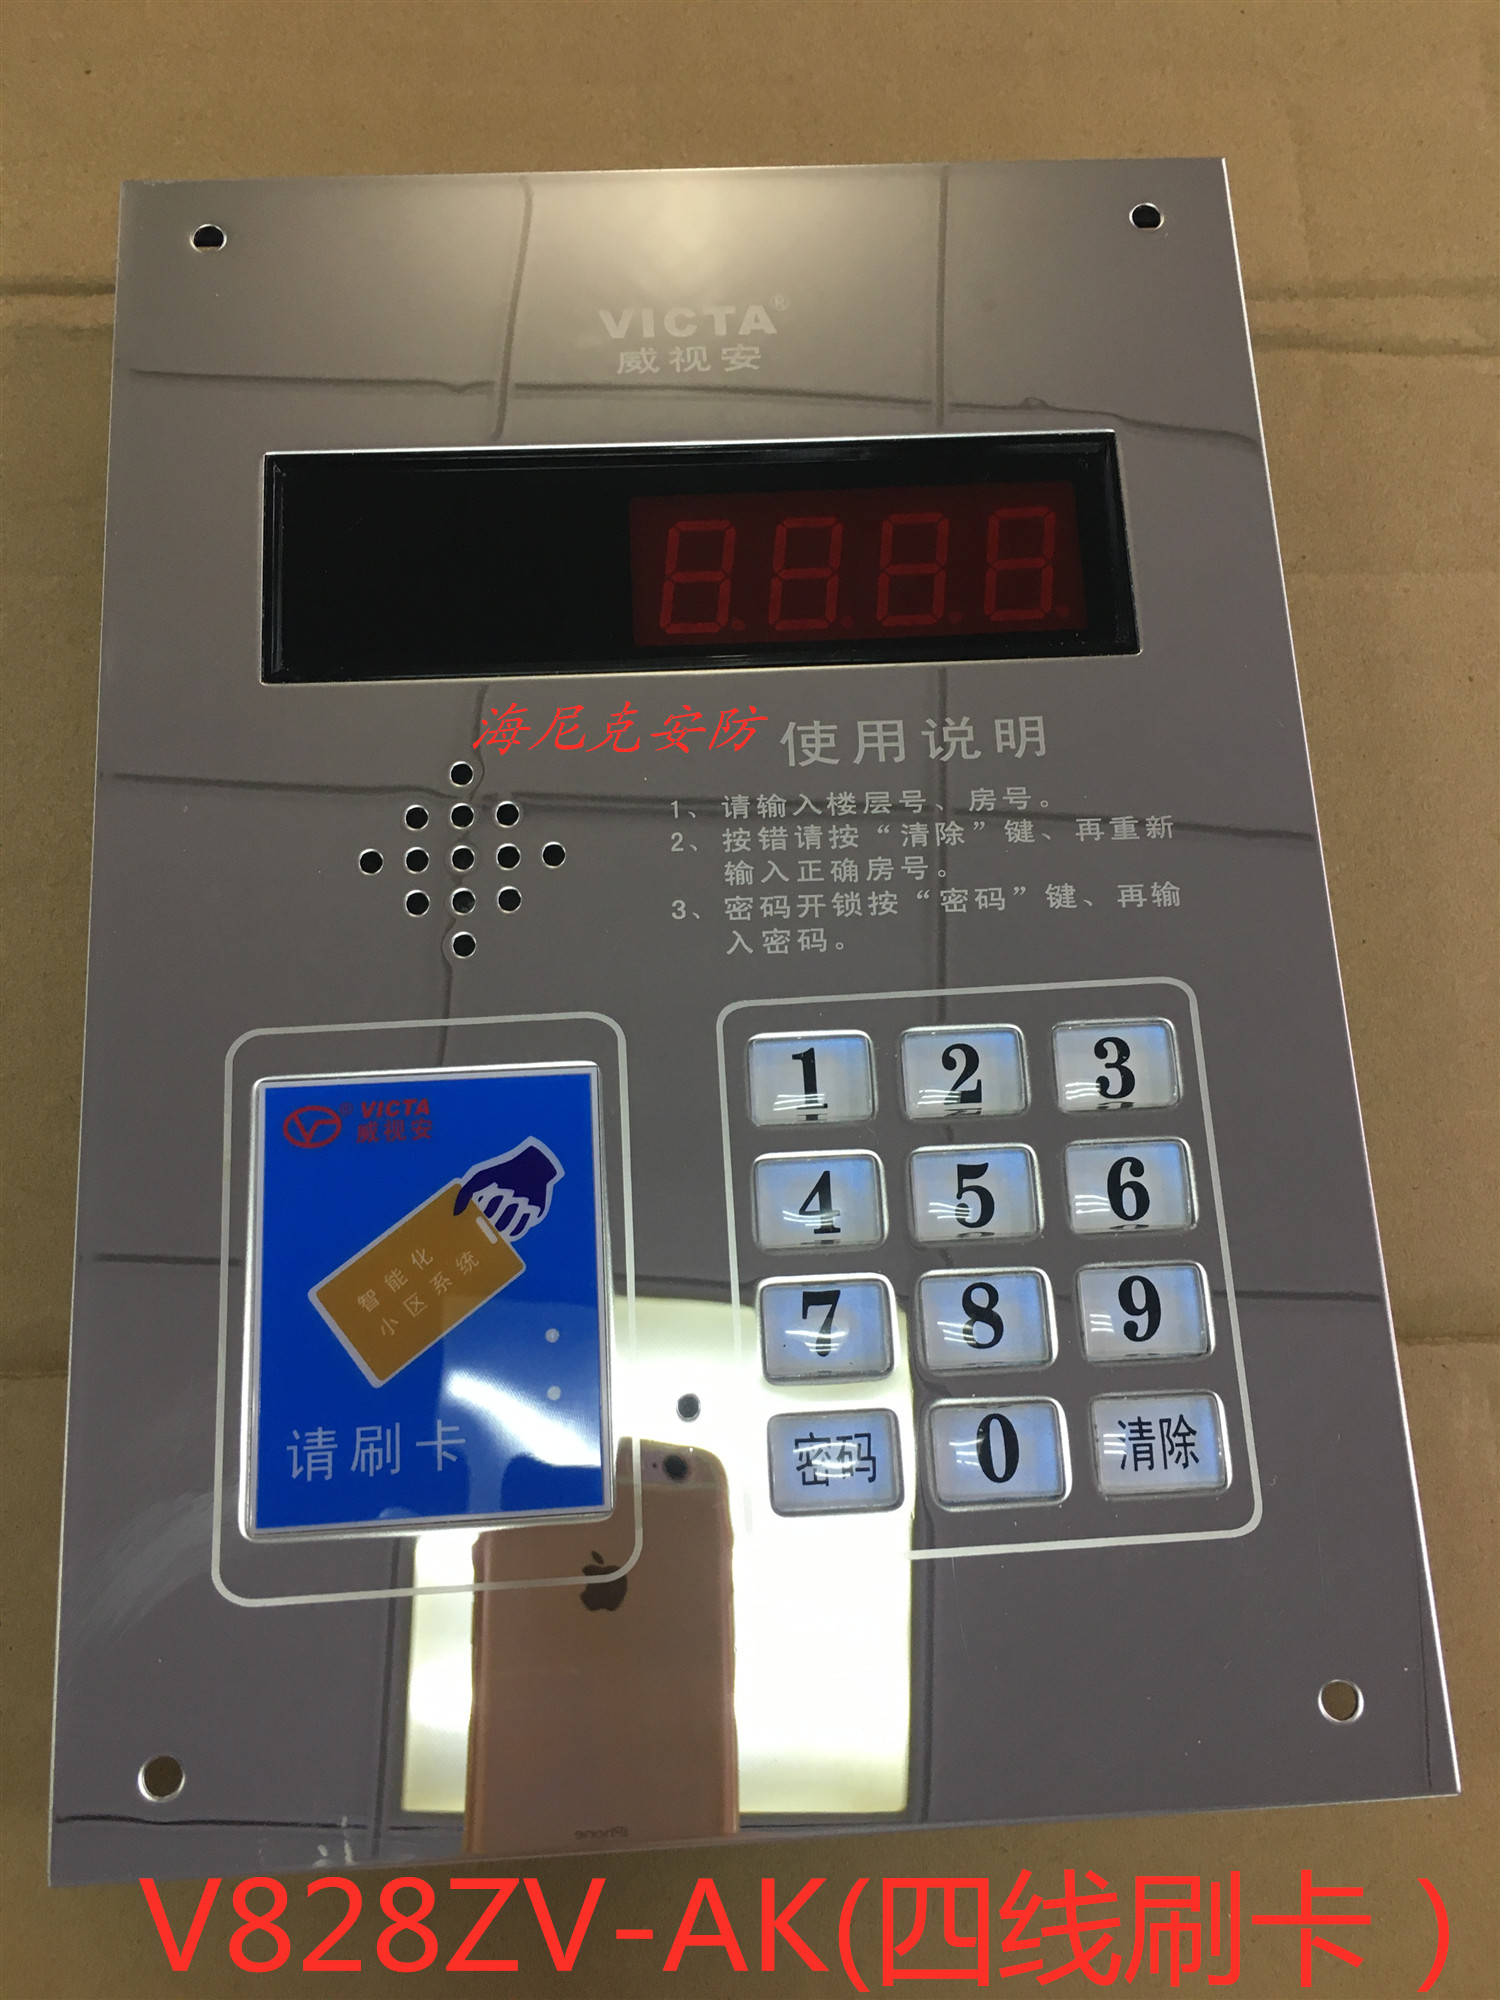 VICTA®
威视安
8.8.8.8.
海尼克安防
使用说明
1、请输入楼层号、房号。
2、按错请按“清除”键、再重新
输入正确房号。
3、密码开锁按“密码”键、再输
入密码。
® VICTA
威视安
智能化
小区系统
请刷卡
1 2 3
4 5 6
7 8 9
密码 0 清除
iPhone
V828ZV-AK(四线刷卡）